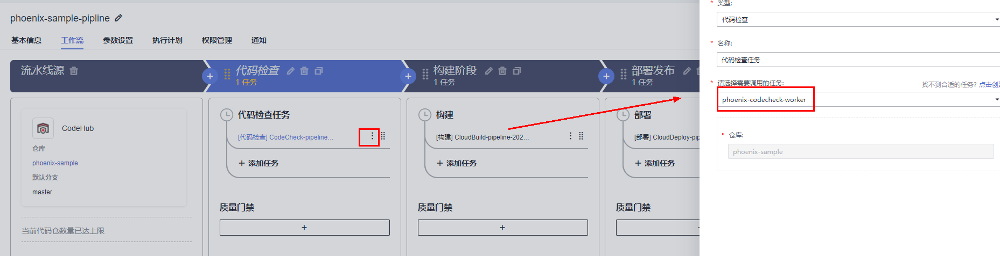 phoenix-sample-pipline
基本信息 工作流 参数设置 执行计划 权限管理 通知
流水线源
代码检查
1 任务
构建阶段
1 任务
部署发布
1 任务
CodeHub
仓库
phoenix-sample
默认分支
master
当前代码仓数量已达上限
代码检查任务
[代码检查] CodeCheck-pipeline...
+ 添加任务
质量门禁
+
构建
[构建] CloudBuild-pipeline-202...
+ 添加任务
质量门禁
+
部署
[部署] CloudDeploy-pip
+ 添加任务
质量门禁
* 类型:
代码检查
* 名称:
代码检查任务
* 请选择需要调用的任务:
找不到合适的任务? 点击创
phoenix-codecheck-worker
* 仓库:
phoenix-sample